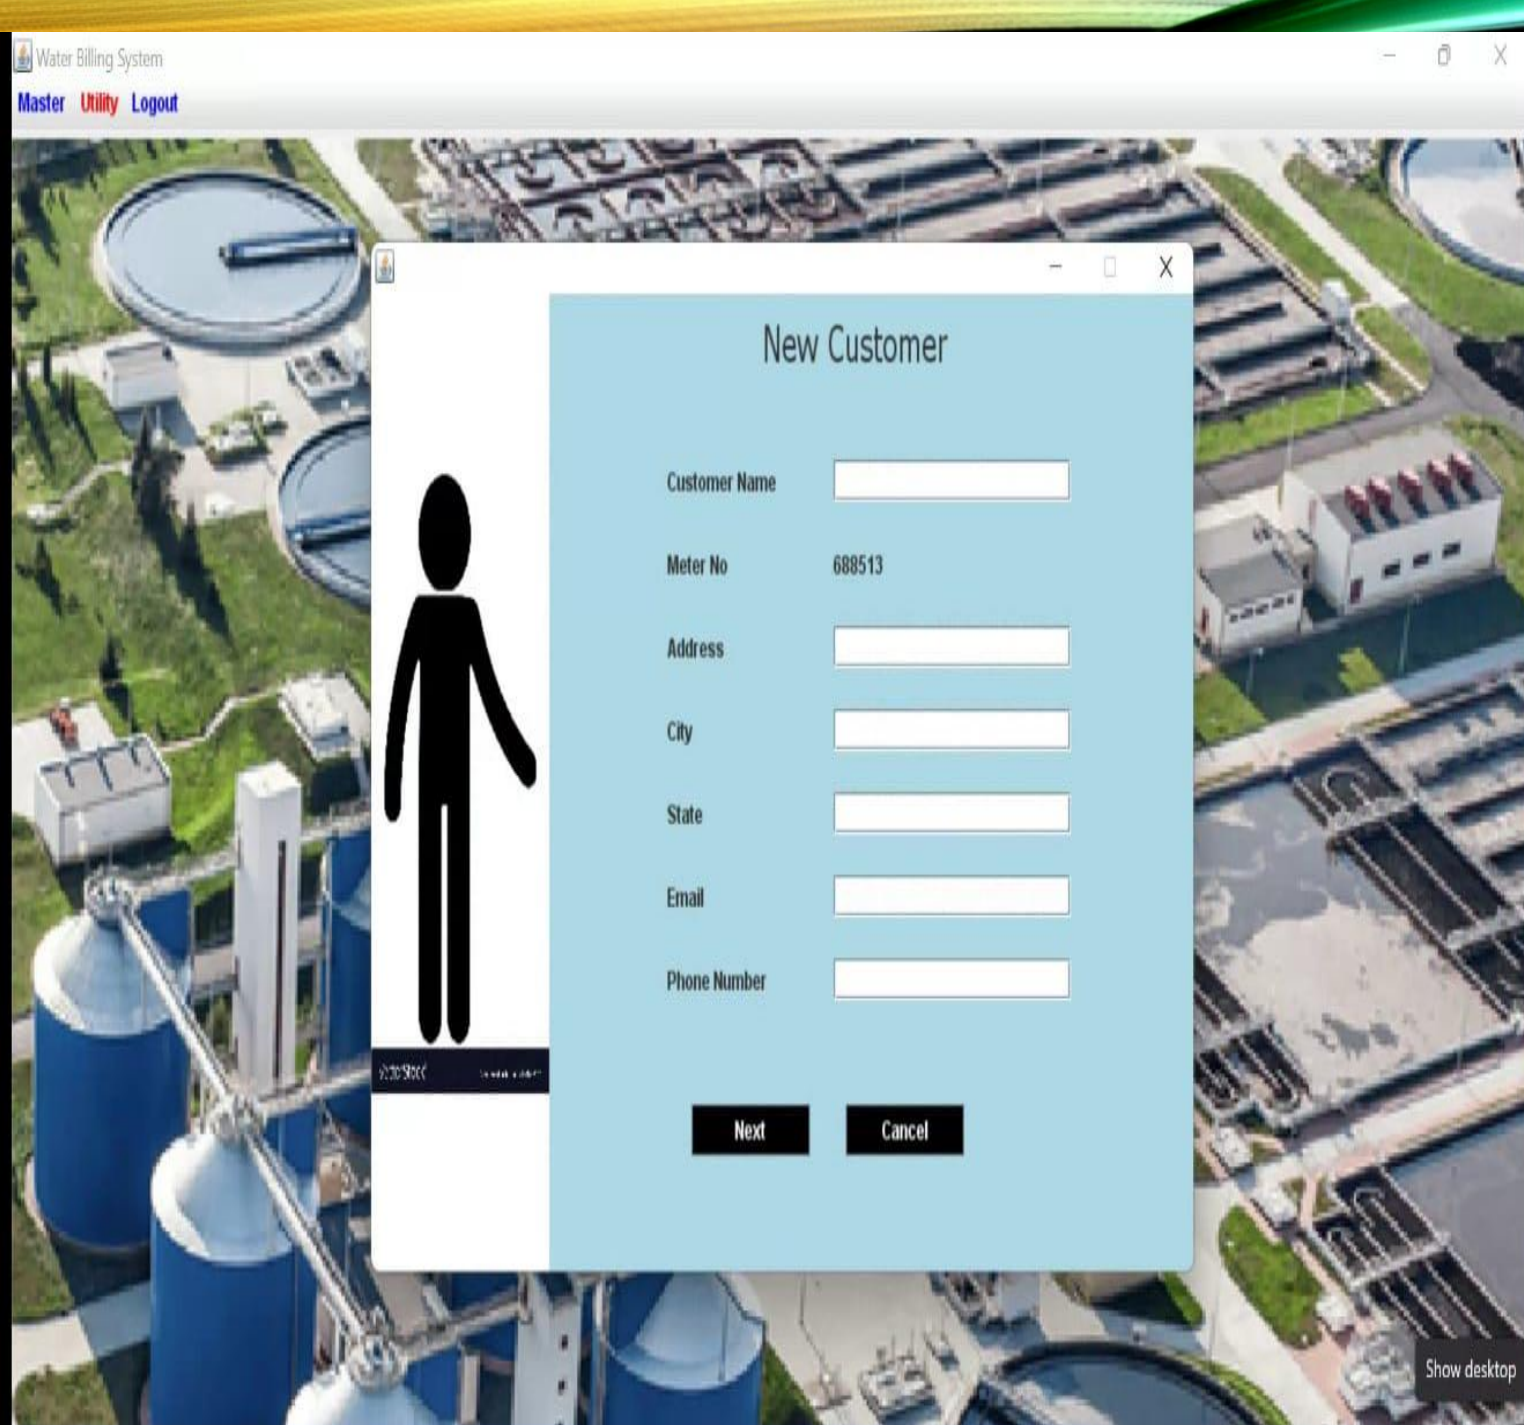 Water Billing System
Master Utility Logout
New Customer
Customer Name
Meter No 688513
Address
City
State
Email
Phone Number
VectorStock
Next Cancel
Show desktop